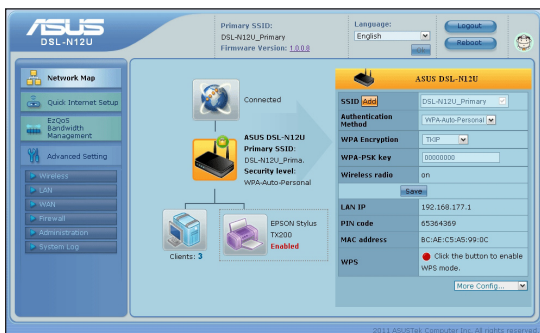 ASUS
DSL-N12U
Primary SSID:
DSL-N12U_Primary
Firmware Version: 1.0.0.8
Language:
English
Logout
Reboot
Network Map
Quick Internet Setup
EzQoS
Bandwidth
Management
Advanced Setting
Wireless
LAN
WAN
Firewall
Administration
System Log
Connected
ASUS DSL-N12U
Primary SSID:
DSL-N12U_Prima.
Security level:
WPA-Auto-Personal
Clients: 3
EPSON Stylus
TX200
Enabled
ASUS DSL-N12U
SSID Add DSL-N12U_Primary
Authentication
Method WPA-Auto-Personal
WPA Encryption TKIP
WPA-PSK key 00000000
Wireless radio on
Save
LAN IP 192.168.177.1
PIN code 65364369
MAC address BC:AE:C5:A5:99:0C
WPS Click the button to enable
WPS mode.
More Config...
2011 ASUSTek Computer Inc. All rights reserved